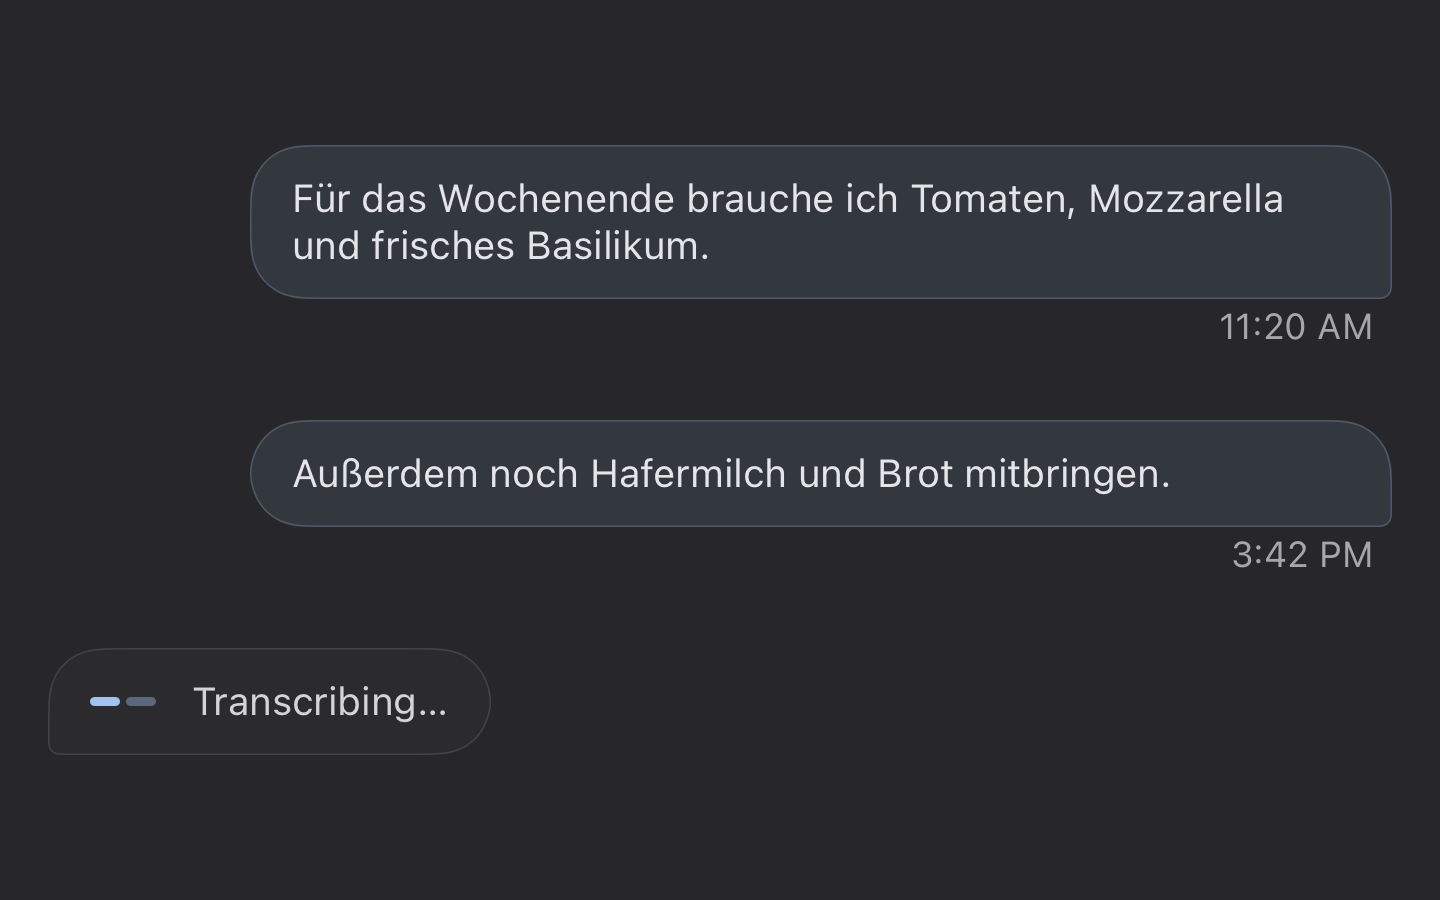 Für das Wochenende brauche ich Tomaten, Mozzarella
und frisches Basilikum.
11:20 AM
Außerdem noch Hafermilch und Brot mitbringen.
3:42 PM
Transcribing...